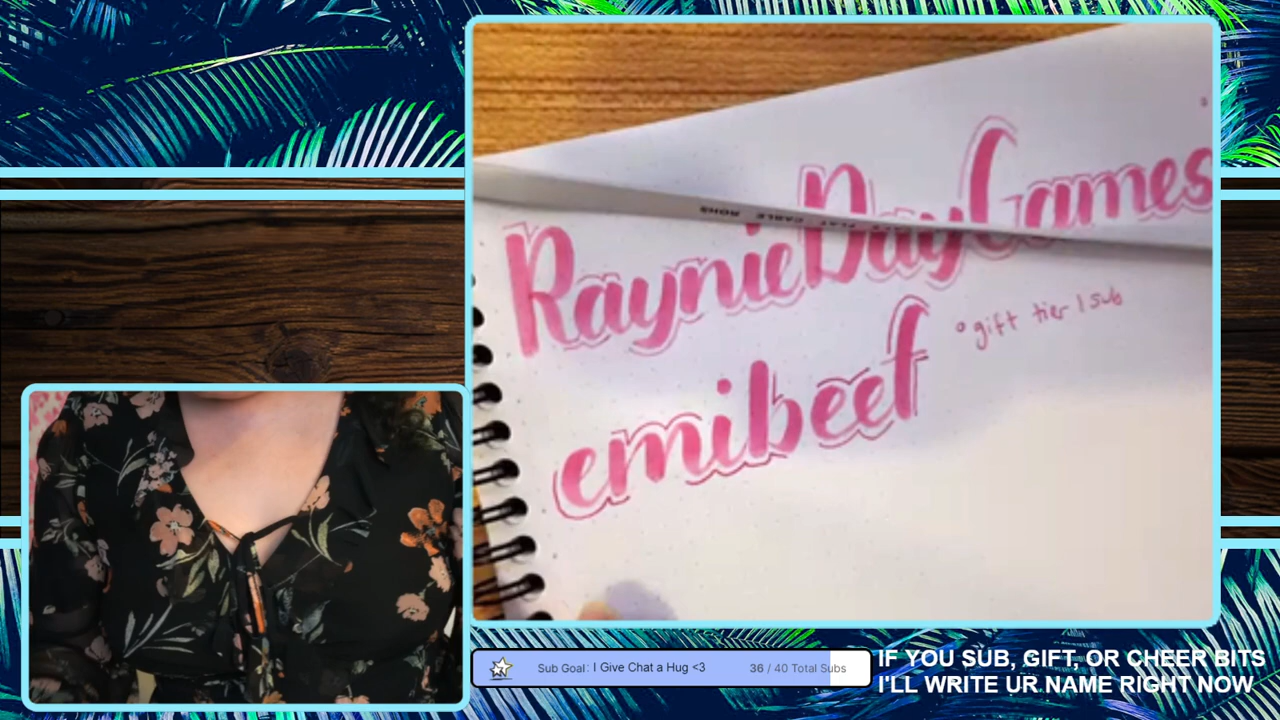 RaynieDayGames
emibeef
gift tier 1 sub
Sub Goal: I Give Chat a Hug <3 36 / 40 Total Subs
IF YOU SUB, GIFT, OR CHEER BITS
I'LL WRITE UR NAME RIGHT NOW